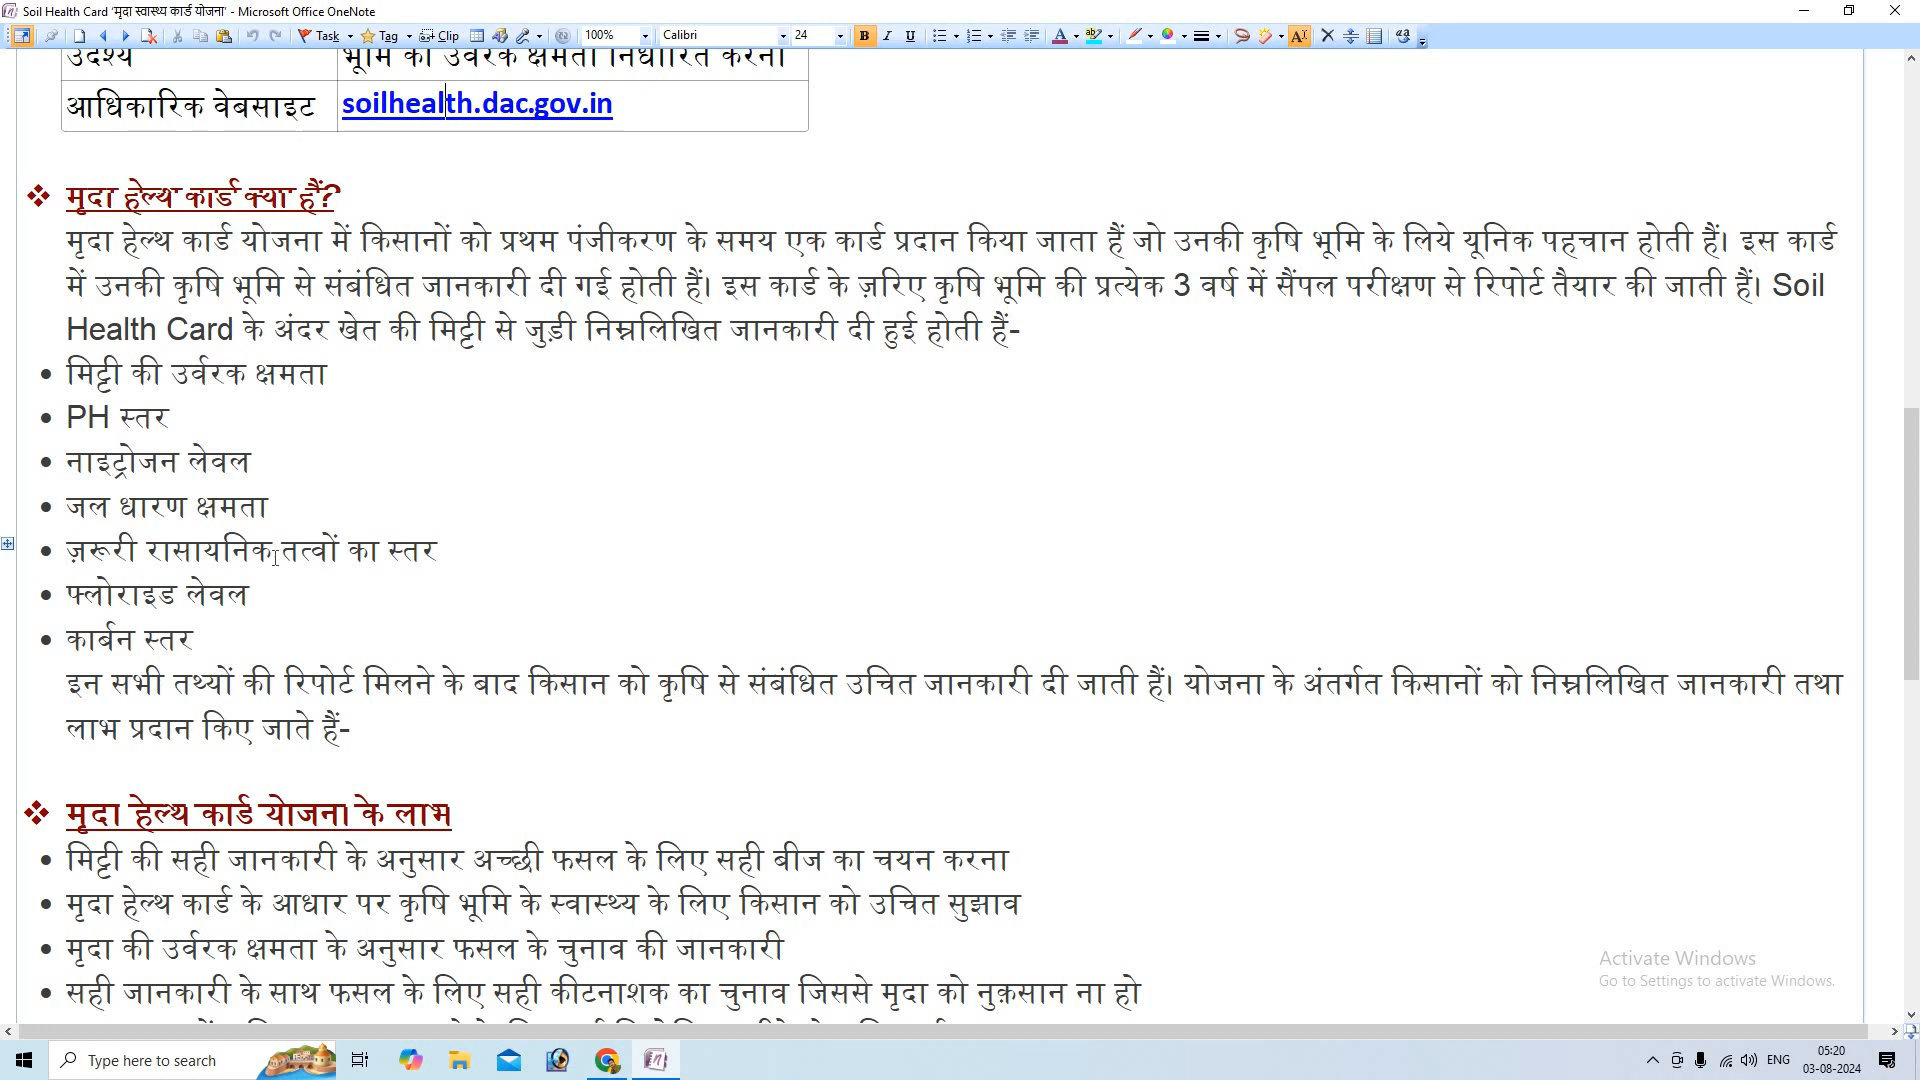 Soil Health Card 'मृदा स्वास्थ्य कार्ड योजना' - Microsoft Office OneNote
Task Tag Clip 100% Calibri 24 B I U
उदेश्य भूमि की उर्वरक क्षमता निर्धारित करना
आधिकारिक वेबसाइट soilhealth.dac.gov.in
❖ मृदा हेल्थ कार्ड क्या हैं?
मृदा हेल्थ कार्ड योजना में किसानों को प्रथम पंजीकरण के समय एक कार्ड प्रदान किया जाता हैं जो उनकी कृषि भूमि के लिये यूनिक पहचान होती हैं। इस कार्ड
में उनकी कृषि भूमि से संबंधित जानकारी दी गई होती हैं। इस कार्ड के ज़रिए कृषि भूमि की प्रत्येक 3 वर्ष में सैंपल परीक्षण से रिपोर्ट तैयार की जाती हैं। Soil
Health Card के अंदर खेत की मिट्टी से जुड़ी निम्नलिखित जानकारी दी हुई होती हैं-
• मिट्टी की उर्वरक क्षमता
• PH स्तर
• नाइट्रोजन लेवल
• जल धारण क्षमता
• ज़रूरी रासायनिक तत्वों का स्तर
• फ्लोराइड लेवल
• कार्बन स्तर
इन सभी तथ्यों की रिपोर्ट मिलने के बाद किसान को कृषि से संबंधित उचित जानकारी दी जाती हैं। योजना के अंतर्गत किसानों को निम्नलिखित जानकारी तथा
लाभ प्रदान किए जाते हैं-
❖ मृदा हेल्थ कार्ड योजना के लाभ
• मिट्टी की सही जानकारी के अनुसार अच्छी फसल के लिए सही बीज का चयन करना
• मृदा हेल्थ कार्ड के आधार पर कृषि भूमि के स्वास्थ्य के लिए किसान को उचित सुझाव
• मृदा की उर्वरक क्षमता के अनुसार फसल के चुनाव की जानकारी
• सही जानकारी के साथ फसल के लिए सही कीटनाशक का चुनाव जिससे मृदा को नुक़सान ना हो
Activate Windows
Go to Settings to activate Windows.
Type here to search
ENG
05:20
03-08-2024